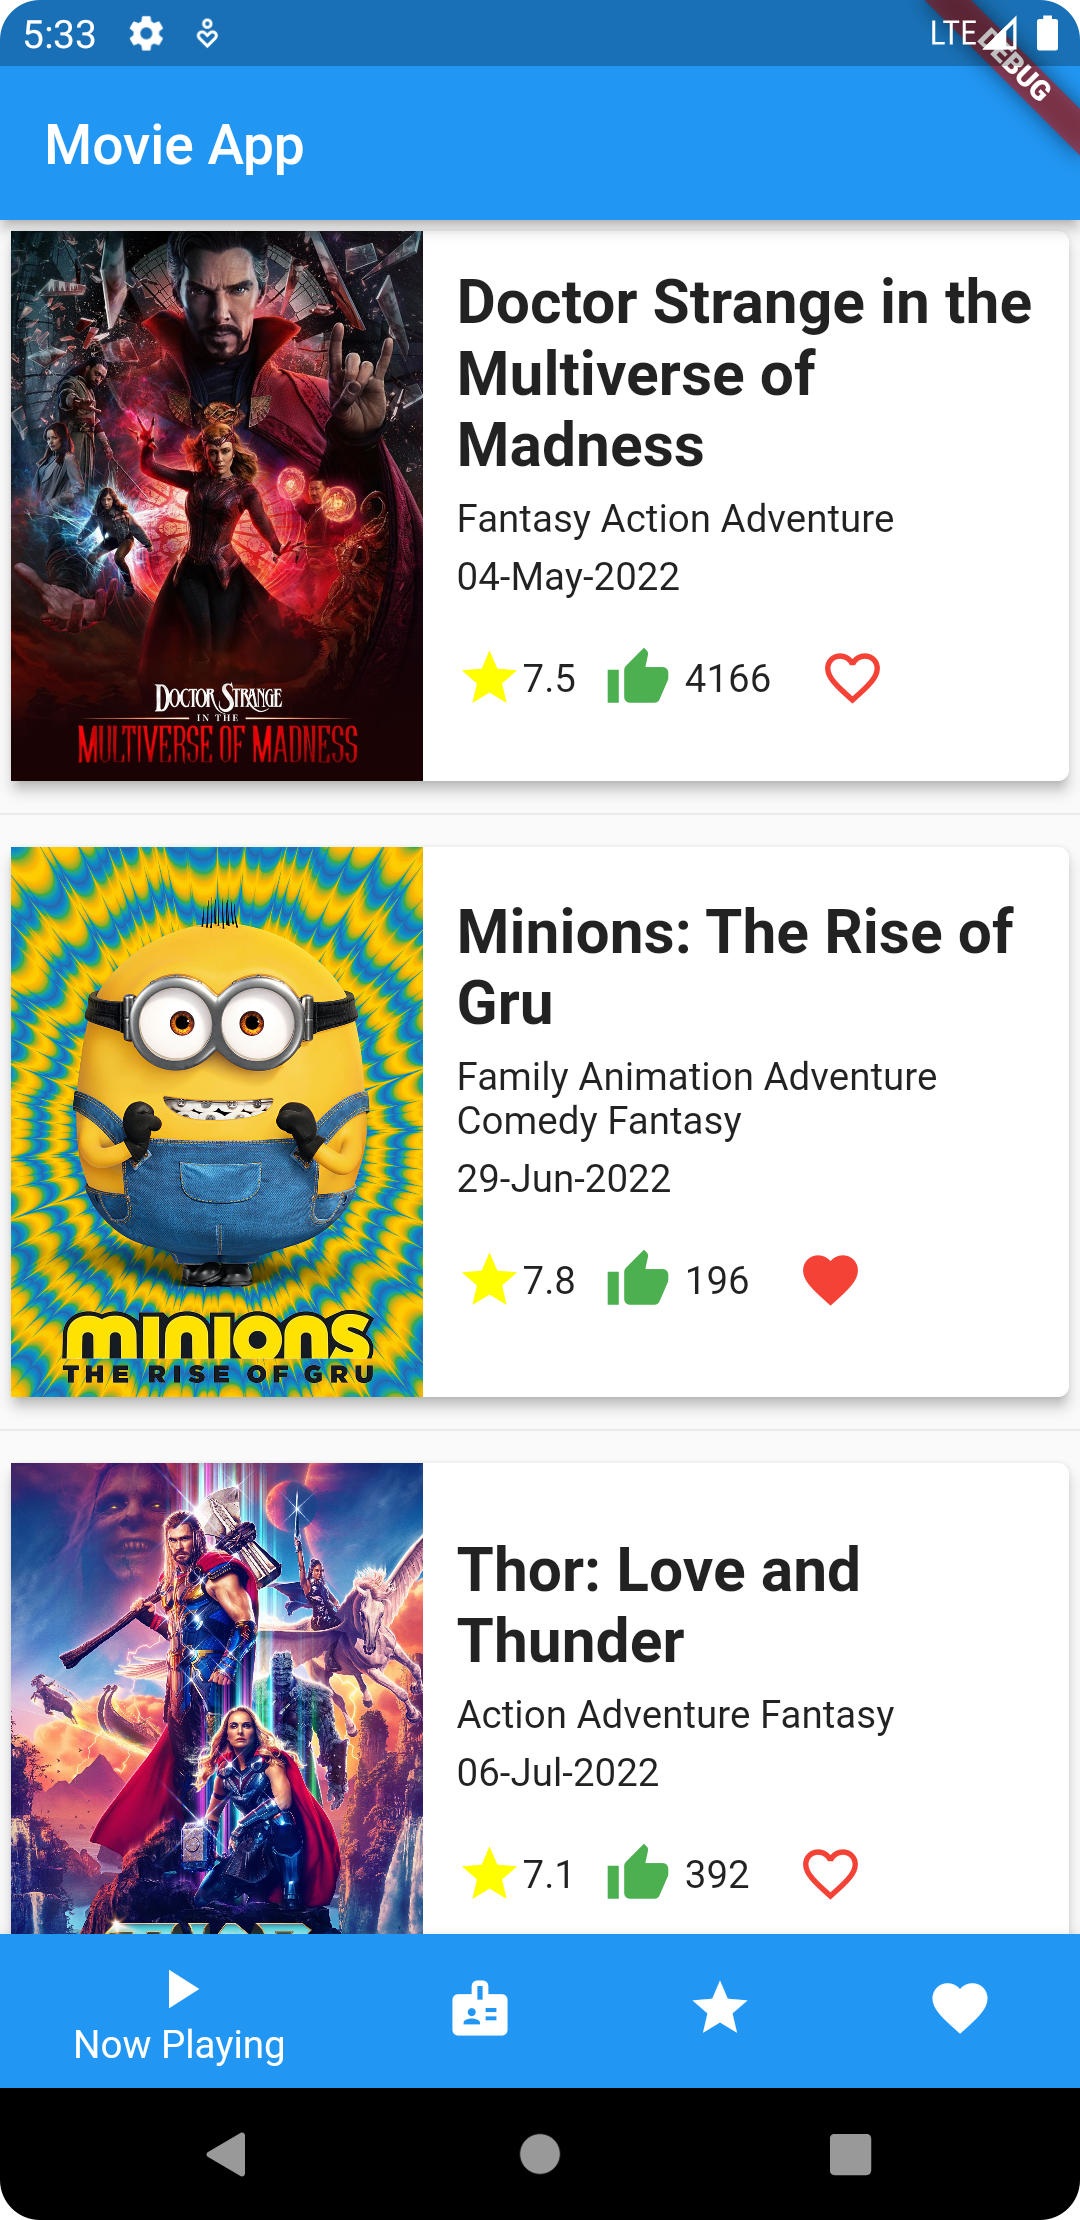 5:33
LTE
DEBUG
Movie App
DOCTOR STRANGE
IN THE
MULTIVERSE OF MADNESS
Doctor Strange in the
Multiverse of
Madness
Fantasy Action Adventure
04-May-2022
7.5
4166
minions
THE RISE OF GRU
Minions: The Rise of
Gru
Family Animation Adventure
Comedy Fantasy
29-Jun-2022
7.8
196
Thor: Love and
Thunder
Action Adventure Fantasy
06-Jul-2022
7.1
392
Now Playing